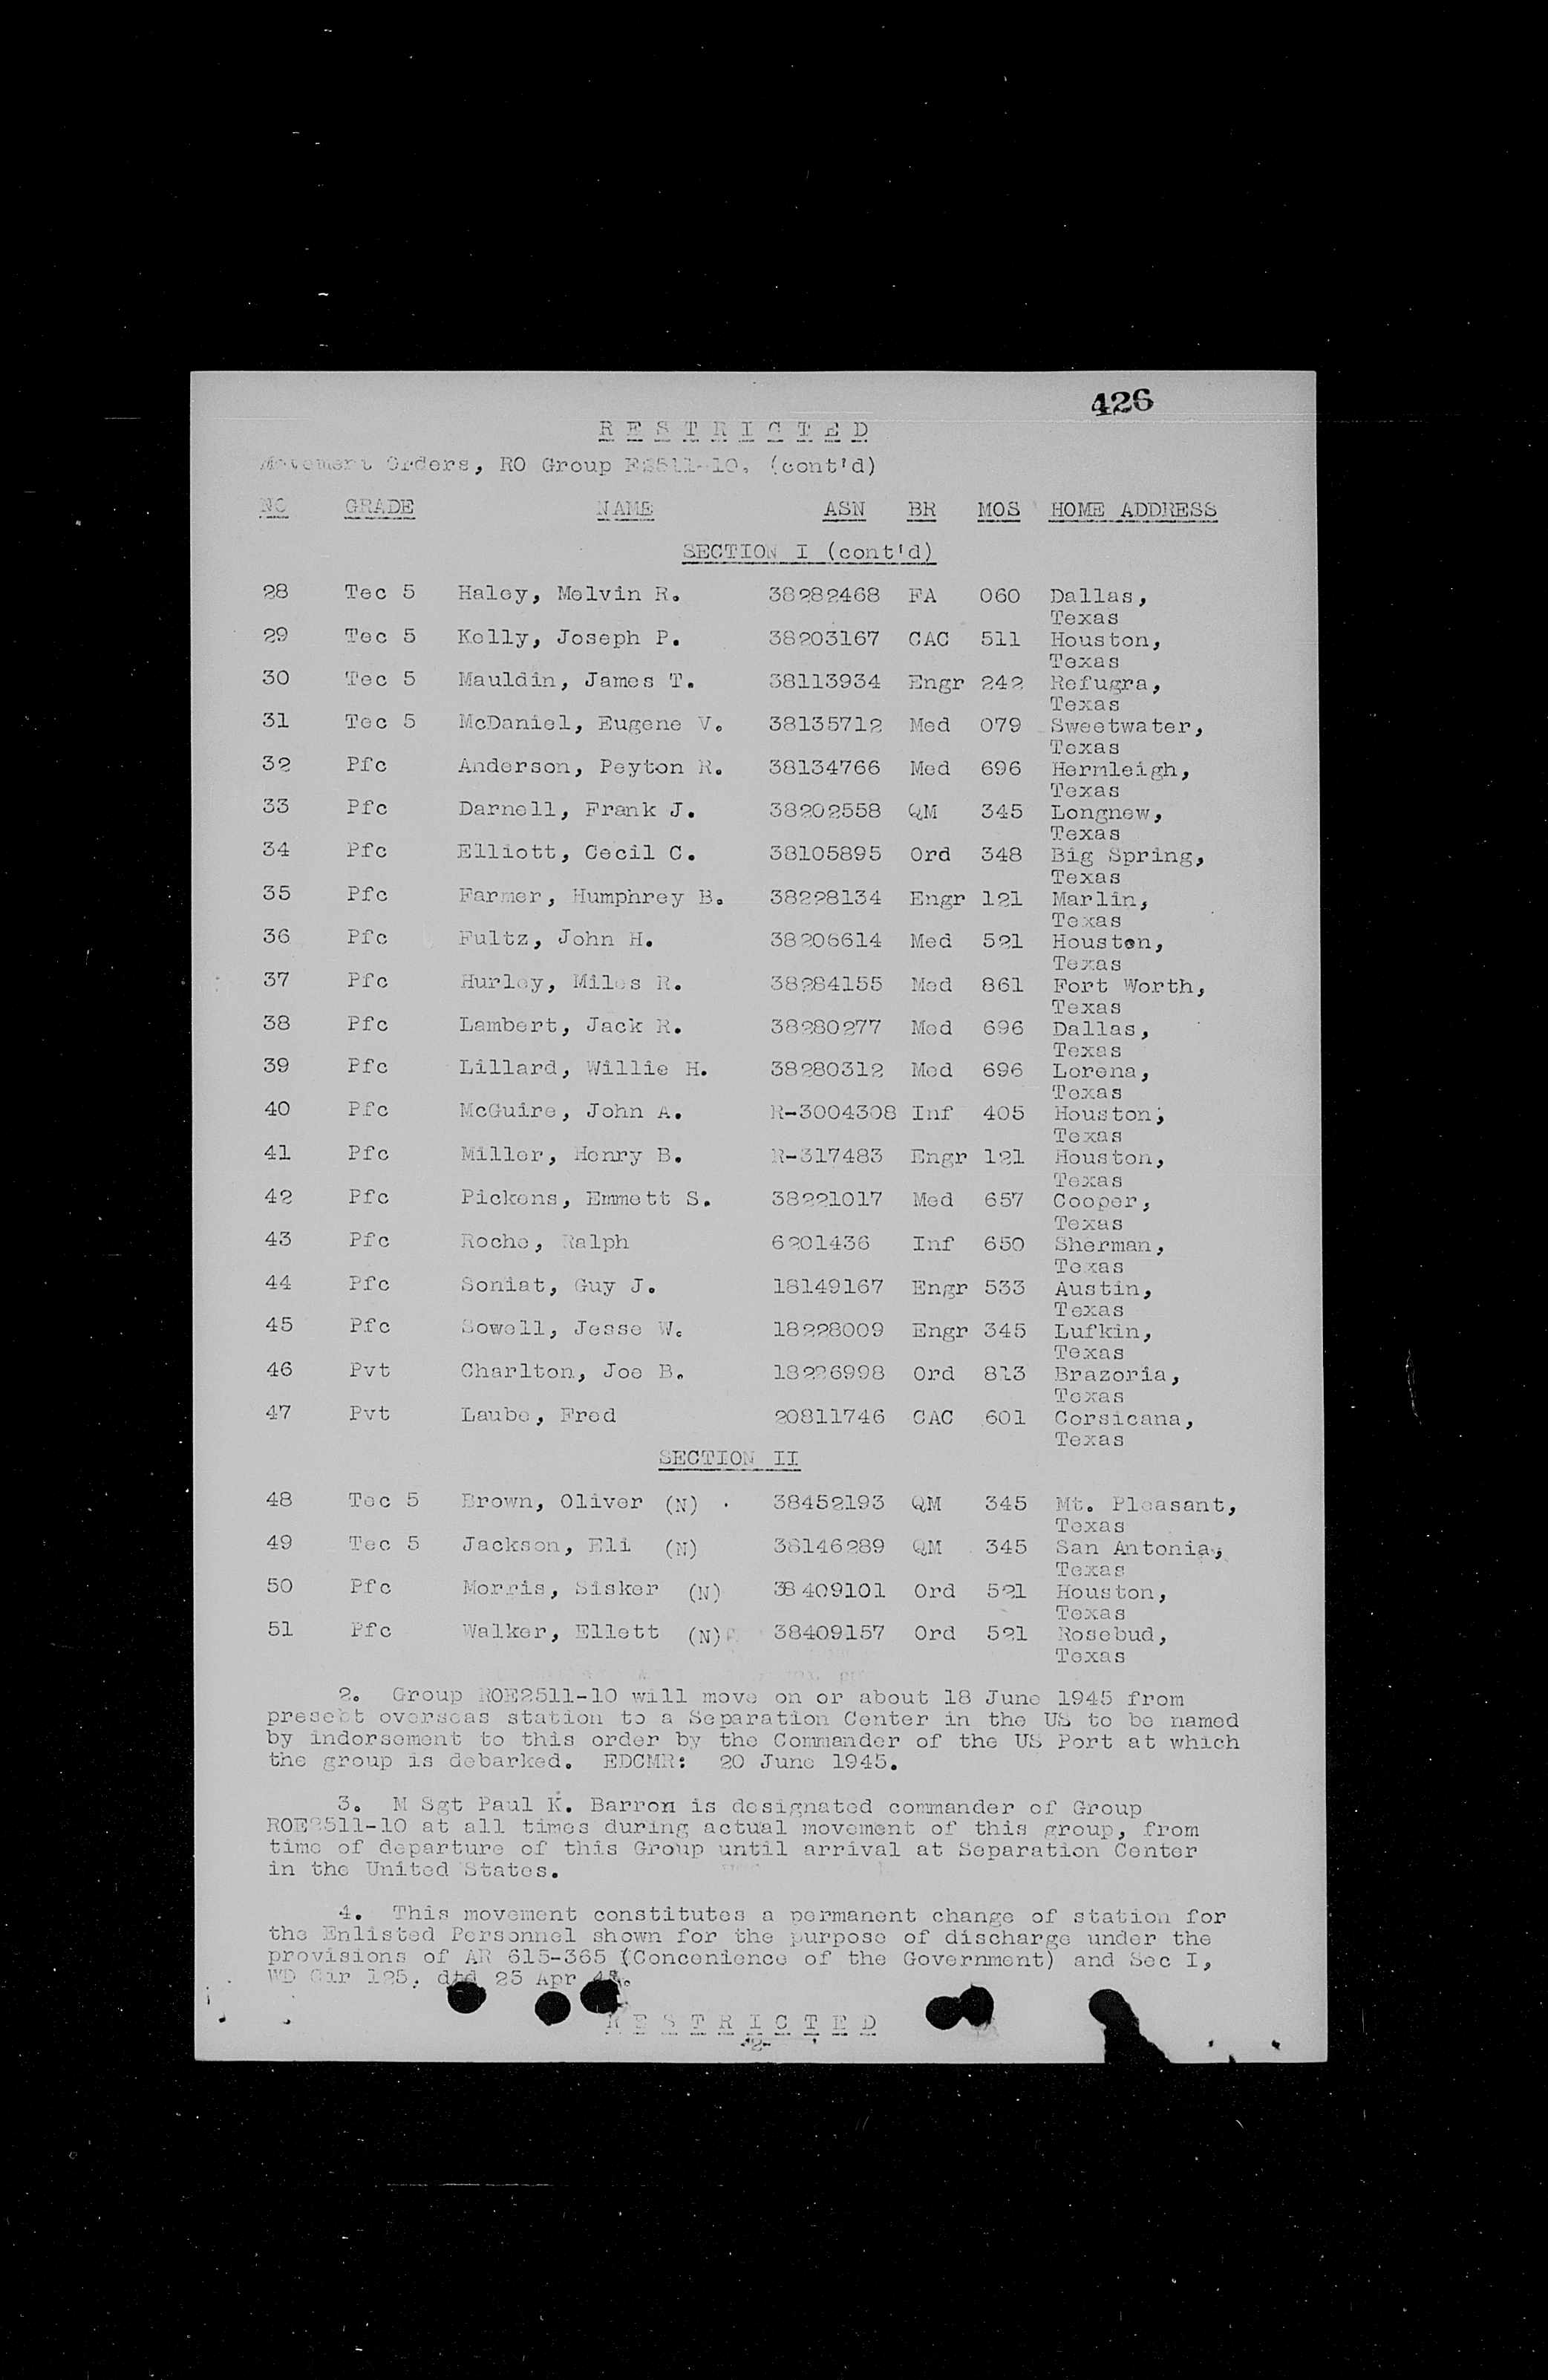 426
R E S T R I C T E D
Movement Orders, RO Group E2511-10. (cont'd)
NO GRADE NAME ASN BR MOS HOME ADDRESS
SECTION I (cont'd)
28 Tec 5 Haley, Melvin R. 38282468 FA 060 Dallas,
Texas
29 Tec 5 Kelly, Joseph P. 38203167 CAC 511 Houston,
Texas
30 Tec 5 Mauldin, James T. 38113934 Engr 242 Refugra,
Texas
31 Tec 5 McDaniel, Eugene V. 38135712 Med 079 Sweetwater,
Texas
32 Pfc Anderson, Peyton R. 38134766 Med 696 Hermleigh,
Texas
33 Pfc Darnell, Frank J. 38202558 QM 345 Longnew,
Texas
34 Pfc Elliott, Cecil C. 38105895 Ord 348 Big Spring,
Texas
35 Pfc Farmer, Humphrey B. 38228134 Engr 121 Marlin,
Texas
36 Pfc Fultz, John H. 38206614 Med 521 Houston,
Texas
37 Pfc Hurley, Miles R. 38284155 Med 861 Fort Worth,
Texas
38 Pfc Lambert, Jack R. 38280277 Med 696 Dallas,
Texas
39 Pfc Lillard, Willie H. 38280312 Med 696 Lorena,
Texas
40 Pfc McGuire, John A. R-3004308 Inf 405 Houston,
Texas
41 Pfc Miller, Henry B. R-317483 Engr 121 Houston,
Texas
42 Pfc Pickens, Emmett S. 38221017 Med 657 Cooper,
Texas
43 Pfc Roche, Ralph 6201436 Inf 650 Sherman,
Texas
44 Pfc Soniat, Guy J. 18149167 Engr 533 Austin,
Texas
45 Pfc Sowell, Jesse W. 18228009 Engr 345 Lufkin,
Texas
46 Pvt Charlton, Joe B. 18226998 Ord 813 Brazoria,
Texas
47 Pvt Laube, Fred 20811746 CAC 601 Corsicana,
Texas
SECTION II
48 Tec 5 Brown, Oliver (N) 38452193 QM 345 Mt. Pleasant,
Texas
49 Tec 5 Jackson, Eli (N) 38146289 QM 345 San Antonia,
Texas
50 Pfc Morris, Sisker (N) 38409101 Ord 521 Houston,
Texas
51 Pfc Walker, Ellett (N) 38409157 Ord 521 Rosebud,
Texas
2. Group ROE2511-10 will move on or about 18 June 1945 from
presebt overseas station to a Separation Center in the US to be named
by indorsement to this order by the Commander of the US Port at which
the group is debarked. EDCMR: 20 June 1945.
3. M Sgt Paul K. Barron is designated commander of Group
ROE2511-10 at all times during actual movement of this group, from
time of departure of this Group until arrival at Separation Center
in the United States.
4. This movement constitutes a permanent change of station for
the Enlisted Personnel shown for the purpose of discharge under the
provisions of AR 615-365 (Concenience of the Government) and Sec I,
WD Cir 125. dtd 25 Apr
R E S T R I C T E D
-2-